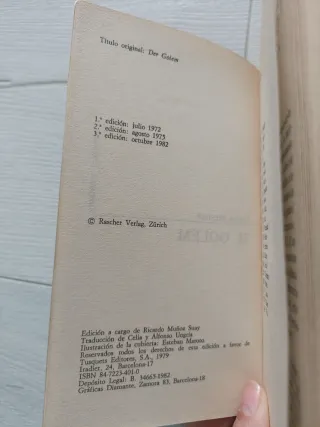 Título original: Der Golem
1.ª edición: julio 1972
2.ª edición: agosto 1975
3.ª edición: octubre 1982
© Rascher Verlag, Zürich
Edición a cargo de Ricardo Muñoz Suay
Traducción de Celia y Alfonso Ungría
Ilustración de la cubierta: Esteban Maroto
Reservados todos los derechos de esta edición a favor de
Tusquets Editores, S. A., 1979
Iradier, 24, Barcelona-17
ISBN 84-7223-401-0
Depósito Legal: B. 34663-1982
Gráficas Diamante, Zamora 83, Barcelona-18